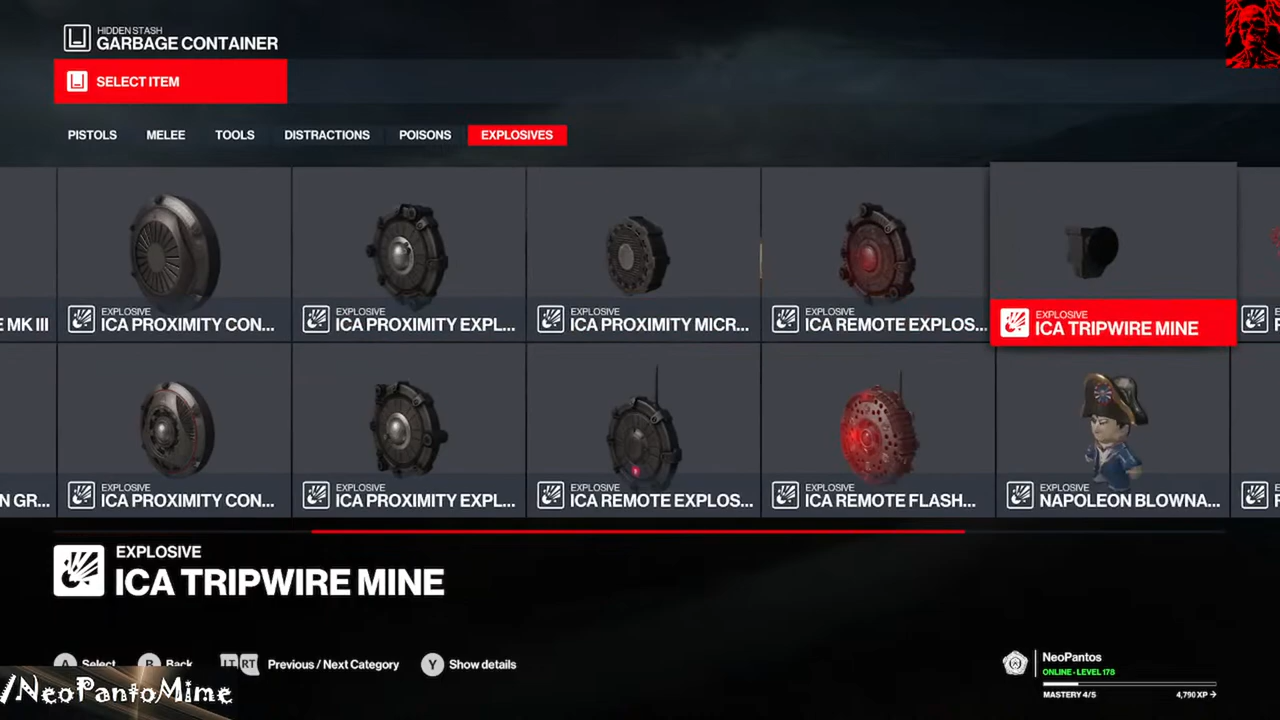 HIDDEN STASH
GARBAGE CONTAINER
SELECT ITEM
PISTOLS MELEE TOOLS DISTRACTIONS POISONS EXPLOSIVES
E MK III
EXPLOSIVE
ICA PROXIMITY CON...
EXPLOSIVE
ICA PROXIMITY EXPL...
EXPLOSIVE
ICA PROXIMITY MICR...
EXPLOSIVE
ICA REMOTE EXPLOS...
EXPLOSIVE
ICA TRIPWIRE MINE
N GR...
EXPLOSIVE
ICA PROXIMITY CON...
EXPLOSIVE
ICA PROXIMITY EXPL...
EXPLOSIVE
ICA REMOTE EXPLOS...
EXPLOSIVE
ICA REMOTE FLASH...
EXPLOSIVE
NAPOLEON BLOWNA...
EXPLOSIVE
ICA TRIPWIRE MINE
A Select B Back LT RT Previous / Next Category Y Show details
NeoPantos
ONLINE - LEVEL 178
MASTERY 4/5 4,790 XP →
/NeoPantoMime